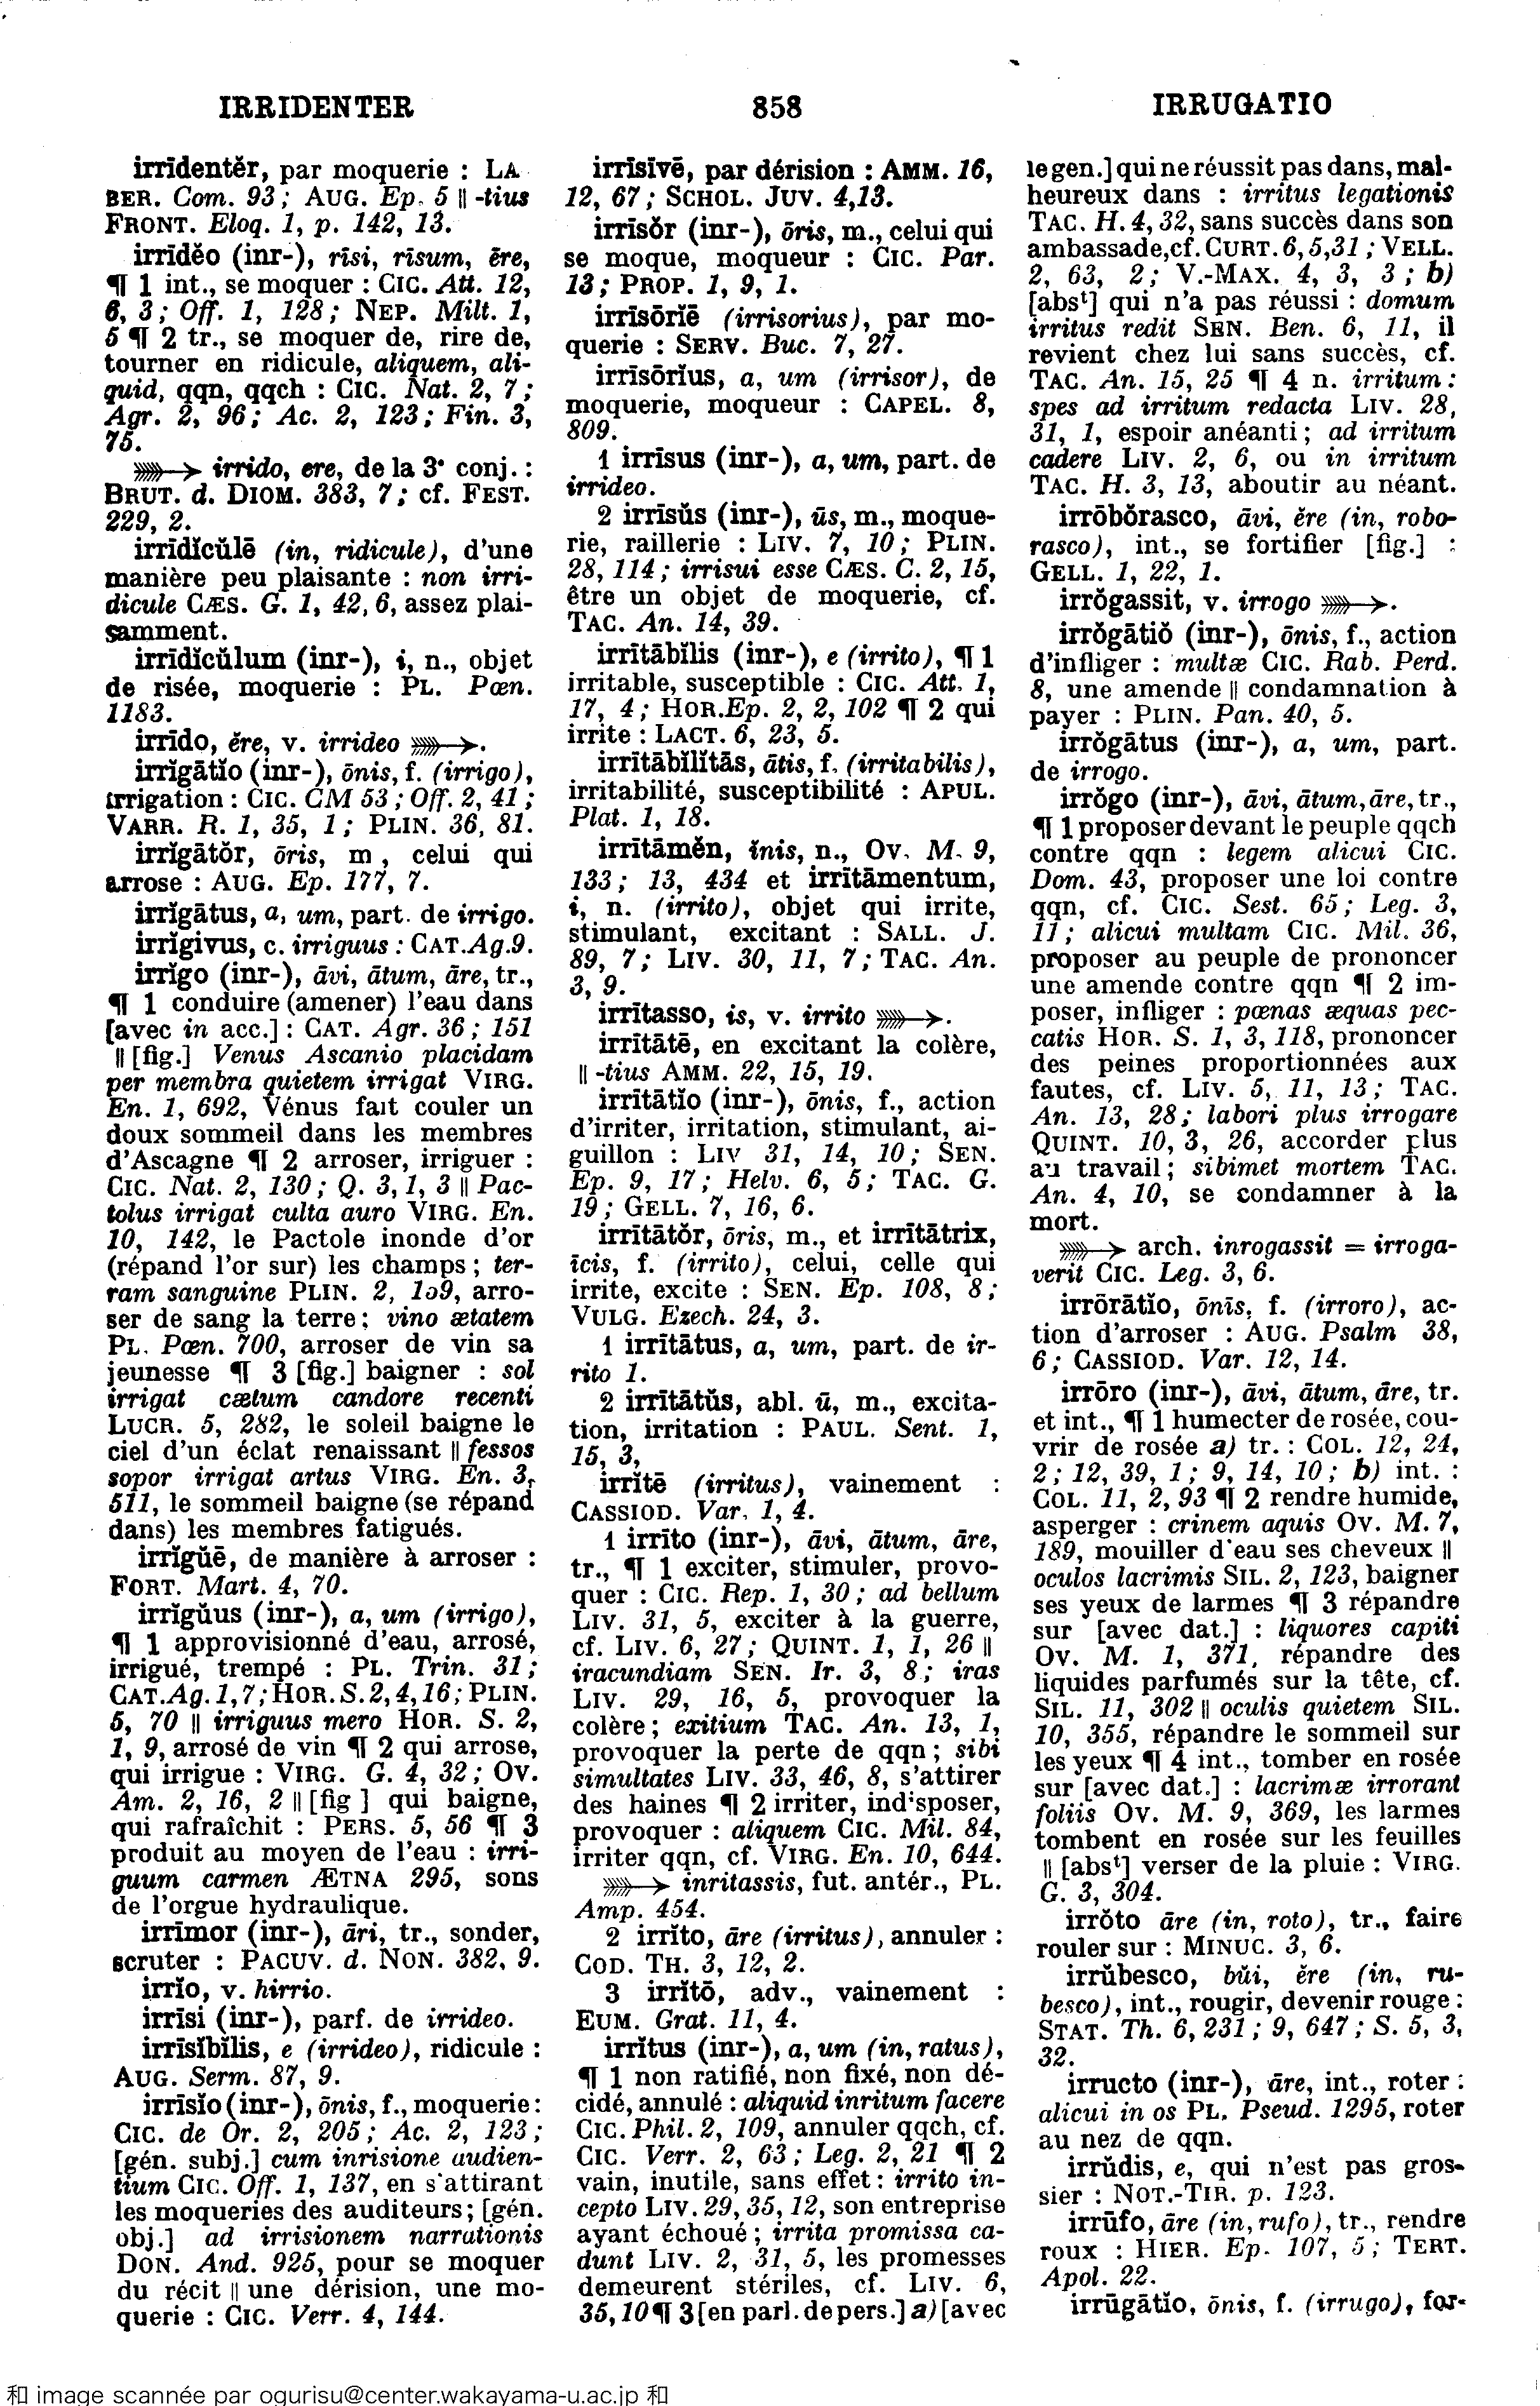 IRRIDENTER
858
IRRUGATIO
irrīdentĕr, par moquerie : LA
BER. Com. 93 ; AUG. Ep. 5 || -tius
FRONT. Eloq. 1, p. 142, 13.
irrīdĕo (inr-), rīsi, rīsum, ēre,
¶ 1 int., se moquer : CIC. Att. 12,
6, 3 ; Off. 1, 128 ; NEP. Milt. 1,
5 ¶ 2 tr., se moquer de, rire de,
tourner en ridicule, aliquem, ali-
quid, qqn, qqch : CIC. Nat. 2, 7 ;
Agr. 2, 96 ; Ac. 2, 123 ; Fin. 3,
75.
irrido, ere, de la 3e conj. :
BRUT. d. DIOM. 383, 7 ; cf. FEST.
229, 2.
irrīdĭcŭlē (in, ridicule), d'une
manière peu plaisante : non irri-
dicule CÆS. G. 1, 42, 6, assez plai-
samment.
irrīdĭcŭlum (inr-), i, n., objet
de risée, moquerie : PL. Pœn.
1183.
irrīdo, ĕre, v. irrideo.
irrĭgātĭo (inr-), ōnis, f. (irrigo),
irrigation : CIC. CM 53 ; Off. 2, 41 ;
VARR. R. 1, 35, 1 ; PLIN. 36, 81.
irrĭgātŏr, ōris, m, celui qui
arrose : AUG. Ep. 177, 7.
irrĭgātus, a, um, part. de irrigo.
irrĭgivus, c. irriguus : CAT.Ag.9.
irrĭgo (inr-), āvi, ātum, āre, tr.,
¶ 1 conduire (amener) l'eau dans
[avec in acc.] : CAT. Agr. 36 ; 151
|| [fig.] Venus Ascanio placidam
per membra quietem irrigat VIRG.
En. 1, 692, Vénus fait couler un
doux sommeil dans les membres
d'Ascagne ¶ 2 arroser, irriguer :
CIC. Nat. 2, 130 ; Q. 3, 1, 3 || Pac-
tolus irrigat culta auro VIRG. En.
10, 142, le Pactole inonde d'or
(répand l'or sur) les champs ; ter-
ram sanguine PLIN. 2, 159, arro-
ser de sang la terre ; vino ætatem
PL. Pœn. 700, arroser de vin sa
jeunesse ¶ 3 [fig.] baigner : sol
irrigat cælum candore recenti
LUCR. 5, 282, le soleil baigne le
ciel d'un éclat renaissant || fessos
sopor irrigat artus VIRG. En. 3,
511, le sommeil baigne (se répand
dans) les membres fatigués.
irrĭgŭē, de manière à arroser :
FORT. Mart. 4, 70.
irrĭgŭus (inr-), a, um (irrigo),
¶ 1 approvisionné d'eau, arrosé,
irrigué, trempé : PL. Trin. 31 ;
CAT.Ag.1,7 ; HOR.S.2,4,16 ; PLIN.
5, 70 || irriguus mero HOR. S. 2,
1, 9, arrosé de vin ¶ 2 qui arrose,
qui irrigue : VIRG. G. 4, 32 ; OV.
Am. 2, 16, 2 || [fig ] qui baigne,
qui rafraîchit : PERS. 5, 56 ¶ 3
produit au moyen de l'eau : irri-
guum carmen ÆTNA 295, sons
de l'orgue hydraulique.
irrīmor (inr-), āri, tr., sonder,
scruter : PACUV. d. NON. 382, 9.
irrĭo, v. hirrio.
irrīsi (inr-), parf. de irrideo.
irrīsĭbĭlis, e (irrideo), ridicule :
AUG. Serm. 87, 9.
irrīsĭo (inr-), ōnis, f., moquerie :
CIC. de Or. 2, 205 ; Ac. 2, 123 ;
[gén. subj.] cum inrisione audien-
tium CIC. Off. 1, 137, en s'attirant
les moqueries des auditeurs ; [gén.
obj.] ad irrisionem narrationis
DON. And. 925, pour se moquer
du récit || une dérision, une mo-
querie : CIC. Verr. 4, 144.
irrīsīvē, par dérision : AMM. 16,
12, 67 ; SCHOL. JUV. 4,13.
irrīsŏr (inr-), ōris, m., celui qui
se moque, moqueur : CIC. Par.
13 ; PROP. 1, 9, 1.
irrīsōrĭē (irrisorius), par mo-
querie : SERV. Buc. 7, 27.
irrīsōrĭus, a, um (irrisor), de
moquerie, moqueur : CAPEL. 8,
809.
1 irrīsus (inr-), a, um, part. de
irrideo.
2 irrīsŭs (inr-), ūs, m., moque-
rie, raillerie : LIV. 7, 10 ; PLIN.
28, 114 ; irrisui esse CÆS. C. 2, 15,
être un objet de moquerie, cf.
TAC. An. 14, 39.
irrītābĭlis (inr-), e (irrito), ¶ 1
irritable, susceptible : CIC. Att. 1,
17, 4 ; HOR.Ep. 2, 2, 102 ¶ 2 qui
irrite : LACT. 6, 23, 5.
irrītābĭlĭtās, ātis, f. (irritabilis),
irritabilité, susceptibilité : APUL.
Plat. 1, 18.
irrītāmĕn, ĭnis, n., OV. M. 9,
133 ; 13, 434 et irrītāmentum,
i, n. (irrito), objet qui irrite,
stimulant, excitant : SALL. J.
89, 7 ; LIV. 30, 11, 7 ; TAC. An.
3, 9.
irrītasso, is, v. irrito.
irrītātē, en excitant la colère,
|| -tius AMM. 22, 15, 19.
irrītātĭo (inr-), ōnis, f., action
d'irriter, irritation, stimulant, ai-
guillon : LIV 31, 14, 10 ; SEN.
Ep. 9, 17 ; Helv. 6, 5 ; TAC. G.
19 ; GELL. 7, 16, 6.
irrītātŏr, ōris, m., et irrītātrix,
īcis, f. (irrito), celui, celle qui
irrite, excite : SEN. Ep. 108, 8 ;
VULG. Ezech. 24, 3.
1 irrītātus, a, um, part. de ir-
rito 1.
2 irrītātŭs, abl. ū, m., excita-
tion, irritation : PAUL. Sent. 1,
15, 3,
irrĭtē (irritus), vainement :
CASSIOD. Var. 1, 4.
1 irrīto (inr-), āvi, ātum, āre,
tr., ¶ 1 exciter, stimuler, provo-
quer : CIC. Rep. 1, 30 ; ad bellum
LIV. 31, 5, exciter à la guerre,
cf. LIV. 6, 27 ; QUINT. 1, 1, 26 ||
iracundiam SEN. Ir. 3, 8 ; iras
LIV. 29, 16, 5, provoquer la
colère ; exitium TAC. An. 13, 1,
provoquer la perte de qqn ; sibi
simultates LIV. 33, 46, 8, s'attirer
des haines ¶ 2 irriter, indisposer,
provoquer : aliquem CIC. Mil. 84,
irriter qqn, cf. VIRG. En. 10, 644.
inritassis, fut. antér., PL.
Amp. 454.
2 irrĭto, āre (irritus), annuler :
COD. TH. 3, 12, 2.
3 irrĭtō, adv., vainement :
EUM. Grat. 11, 4.
irrĭtus (inr-), a, um (in, ratus),
¶ 1 non ratifié, non fixé, non dé-
cidé, annulé : aliquid inritum facere
CIC. Phil. 2, 109, annuler qqch, cf.
CIC. Verr. 2, 63 ; Leg. 2, 21 ¶ 2
vain, inutile, sans effet : irrito in-
cepto LIV. 29, 35, 12, son entreprise
ayant échoué ; irrita promissa ca-
dunt LIV. 2, 31, 5, les promesses
demeurent stériles, cf. LIV. 6,
35, 10 ¶ 3 [en parl. de pers.] a) [avec
le gen.] qui ne réussit pas dans, mal-
heureux dans : irritus legationis
TAC. H. 4, 32, sans succès dans son
ambassade, cf. CURT. 6, 5, 31 ; VELL.
2, 63, 2 ; V.-MAX. 4, 3, 3 ; b)
[abst] qui n'a pas réussi : domum
irritus redit SEN. Ben. 6, 11, il
revient chez lui sans succès, cf.
TAC. An. 15, 25 ¶ 4 n. irritum :
spes ad irritum redacta LIV. 28,
31, 1, espoir anéanti ; ad irritum
cadere LIV. 2, 6, ou in irritum
TAC. H. 3, 13, aboutir au néant.
irrōbŏrasco, āvi, ĕre (in, robo-
rasco), int., se fortifier [fig.] :
GELL. 1, 22, 1.
irrŏgassit, v. irrogo.
irrŏgātĭŏ (inr-), ōnis, f., action
d'infliger : multæ CIC. Rab. Perd.
8, une amende || condamnation à
payer : PLIN. Pan. 40, 5.
irrŏgātus (inr-), a, um, part.
de irrogo.
irrŏgo (inr-), āvi, ātum, āre, tr.,
¶ 1 proposer devant le peuple qqch
contre qqn : legem alicui CIC.
Dom. 43, proposer une loi contre
qqn, cf. CIC. Sest. 65 ; Leg. 3,
11 ; alicui multam CIC. Mil. 36,
proposer au peuple de prononcer
une amende contre qqn ¶ 2 im-
poser, infliger : pœnas æquas pec-
catis HOR. S. 1, 3, 118, prononcer
des peines proportionnées aux
fautes, cf. LIV. 5, 11, 13 ; TAC.
An. 13, 28 ; labori plus irrogare
QUINT. 10, 3, 26, accorder plus
au travail ; sibimet mortem TAC.
An. 4, 10, se condamner à la
mort.
arch. inrogassit = irroga-
verit CIC. Leg. 3, 6.
irrōrātĭo, ōnis, f. (irroro), ac-
tion d'arroser : AUG. Psalm 38,
6 ; CASSIOD. Var. 12, 14.
irrōro (inr-), āvi, ātum, āre, tr.
et int., ¶ 1 humecter de rosée, cou-
vrir de rosée a) tr. : COL. 12, 24,
2 ; 12, 39, 1 ; 9, 14, 10 ; b) int. :
COL. 11, 2, 93 ¶ 2 rendre humide,
asperger : crinem aquis OV. M. 7,
189, mouiller d'eau ses cheveux ||
oculos lacrimis SIL. 2, 123, baigner
ses yeux de larmes ¶ 3 répandre
sur [avec dat.] : liquores capiti
OV. M. 1, 371, répandre des
liquides parfumés sur la tête, cf.
SIL. 11, 302 || oculis quietem SIL.
10, 355, répandre le sommeil sur
les yeux ¶ 4 int., tomber en rosée
sur [avec dat.] : lacrimæ irrorant
foliis OV. M. 9, 369, les larmes
tombent en rosée sur les feuilles
|| [abst] verser de la pluie : VIRG.
G. 3, 304.
irrŏto āre (in, roto), tr., faire
rouler sur : MINUC. 3, 6.
irrŭbesco, bŭi, ĕre (in, ru-
besco), int., rougir, devenir rouge :
STAT. Th. 6, 231 ; 9, 647 ; S. 5, 3,
32.
irructo (inr-), āre, int., roter :
alicui in os PL. Pseud. 1295, roter
au nez de qqn.
irrŭdis, e, qui n'est pas gros-
sier : NOT.-TIR. p. 123.
irrūfo, āre (in, rufo), tr., rendre
roux : HIER. Ep. 107, 5 ; TERT.
Apol. 22.
irrūgātĭo, ōnis, f. (irrugo), for-
和 image scannée par ogurisu@center.wakayama-u.ac.jp 和